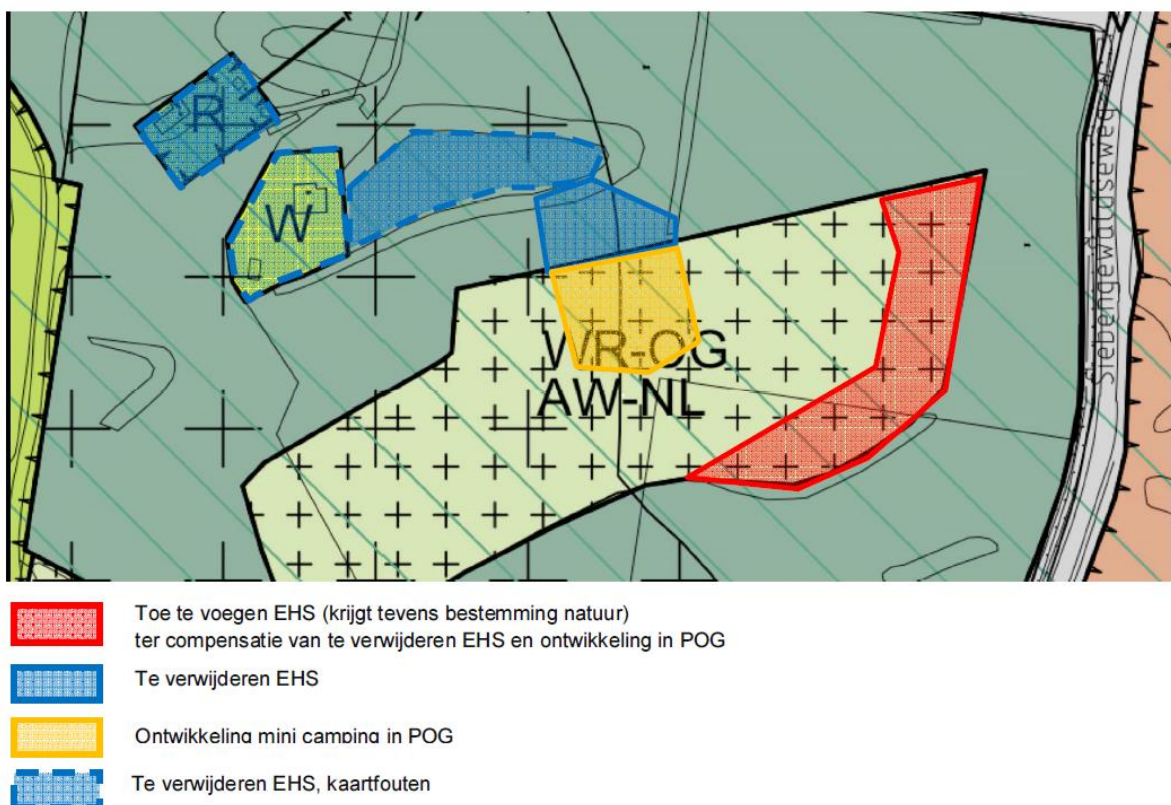 R
W
WR-OG
AW-NL
Siebengewaldseweg
Toe te voegen EHS (krijgt tevens bestemming natuur)
ter compensatie van te verwijderen EHS en ontwikkeling in POG
Te verwijderen EHS
Ontwikkeling mini camping in POG
Te verwijderen EHS, kaartfouten